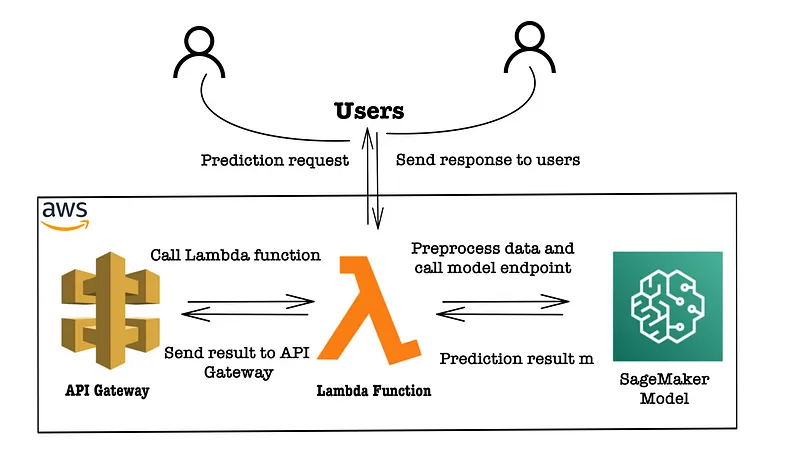 Users
Prediction request
Send response to users
aws
Call Lambda function
Preprocess data and
call model endpoint
Send result to API
Gateway
Prediction result m
API Gateway
Lambda Function
SageMaker
Model